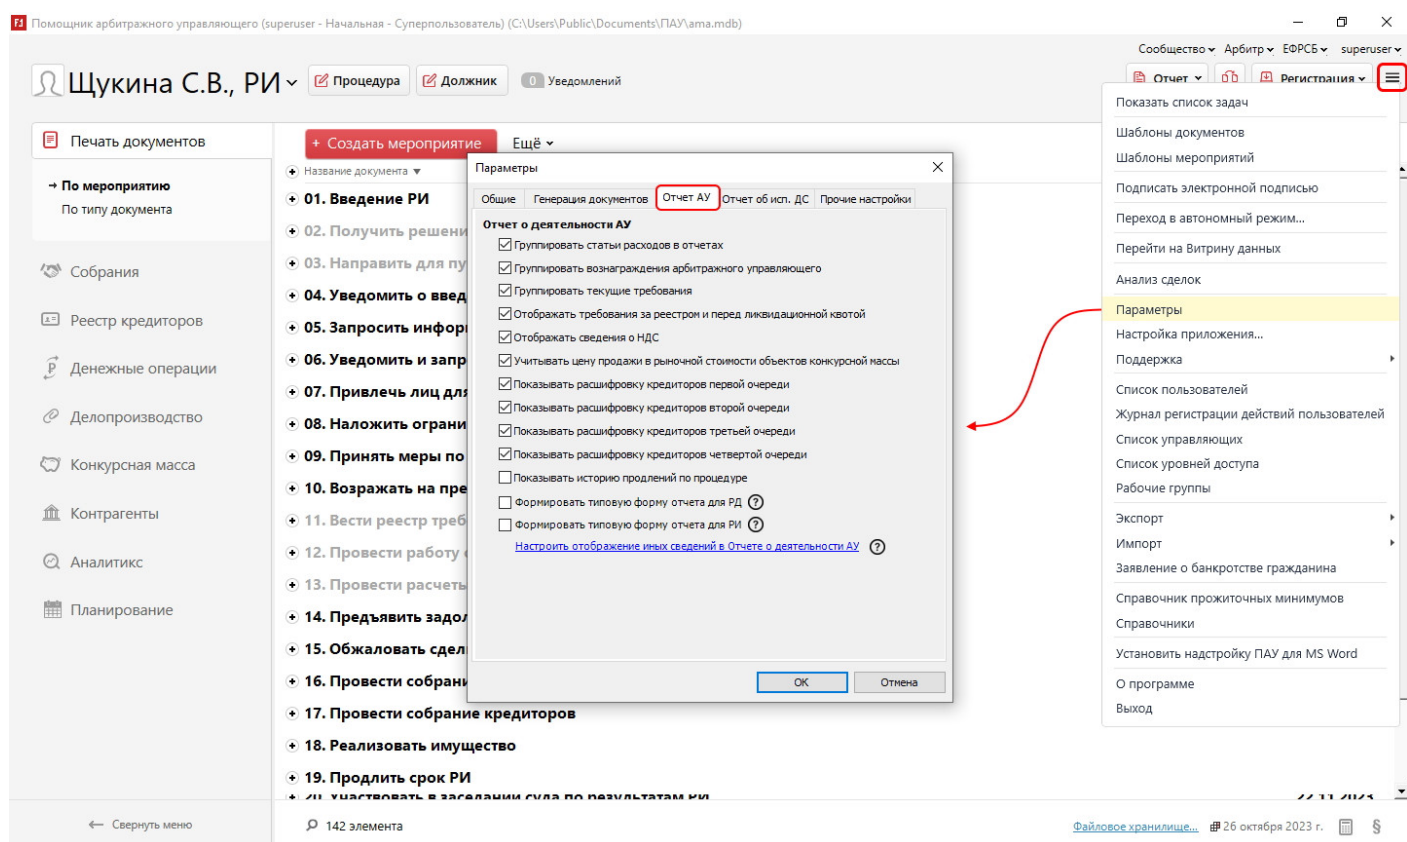 Помощник арбитражного управляющего (superuser - Начальная - Суперпользователь) (C:\Users\Public\Documents\ПАУ\ama.mdb)
Сообщество Арбитр ЕФРСБ superuser
Щукина С.В., РИ Процедура Должник 0 Уведомлений
Отчет Регистрация
Печать документов
→ По мероприятию
По типу документа
Собрания
Реестр кредиторов
Денежные операции
Делопроизводство
Конкурсная масса
Контрагенты
Аналитикс
Планирование
← Свернуть меню
+ Создать мероприятие Ещё
Название документа
01. Введение РИ
02. Получить решени
03. Направить для пу
04. Уведомить о введ
05. Запросить инфор
06. Уведомить и запр
07. Привлечь лиц для
08. Наложить ограни
09. Принять меры по
10. Возражать на пре
11. Вести реестр треб
12. Провести работу
13. Провести расчеты
14. Предъявить задол
15. Обжаловать сдел
16. Провести собрани
17. Провести собрание кредиторов
18. Реализовать имущество
19. Продлить срок РИ
20. Участвовать в заседании суда по результатам РИ 22.11.2023
142 элемента
Файловое хранилище... 26 октября 2023 г. §
Параметры
Общие Генерация документов Отчет АУ Отчет об исп. ДС Прочие настройки
Отчет о деятельности АУ
Группировать статьи расходов в отчетах
Группировать вознаграждения арбитражного управляющего
Группировать текущие требования
Отображать требования за реестром и перед ликвидационной квотой
Отображать сведения о НДС
Учитывать цену продажи в рыночной стоимости объектов конкурсной массы
Показывать расшифровку кредиторов первой очереди
Показывать расшифровку кредиторов второй очереди
Показывать расшифровку кредиторов третьей очереди
Показывать расшифровку кредиторов четвертой очереди
Показывать историю продлений по процедуре
Формировать типовую форму отчета для РД ?
Формировать типовую форму отчета для РИ ?
Настроить отображение иных сведений в Отчете о деятельности АУ ?
OK Отмена
Показать список задач
Шаблоны документов
Шаблоны мероприятий
Подписать электронной подписью
Переход в автономный режим...
Перейти на Витрину данных
Анализ сделок
Параметры
Настройка приложения...
Поддержка
Список пользователей
Журнал регистрации действий пользователей
Список управляющих
Список уровней доступа
Рабочие группы
Экспорт
Импорт
Заявление о банкротстве гражданина
Справочник прожиточных минимумов
Справочники
Установить надстройку ПАУ для MS Word
О программе
Выход